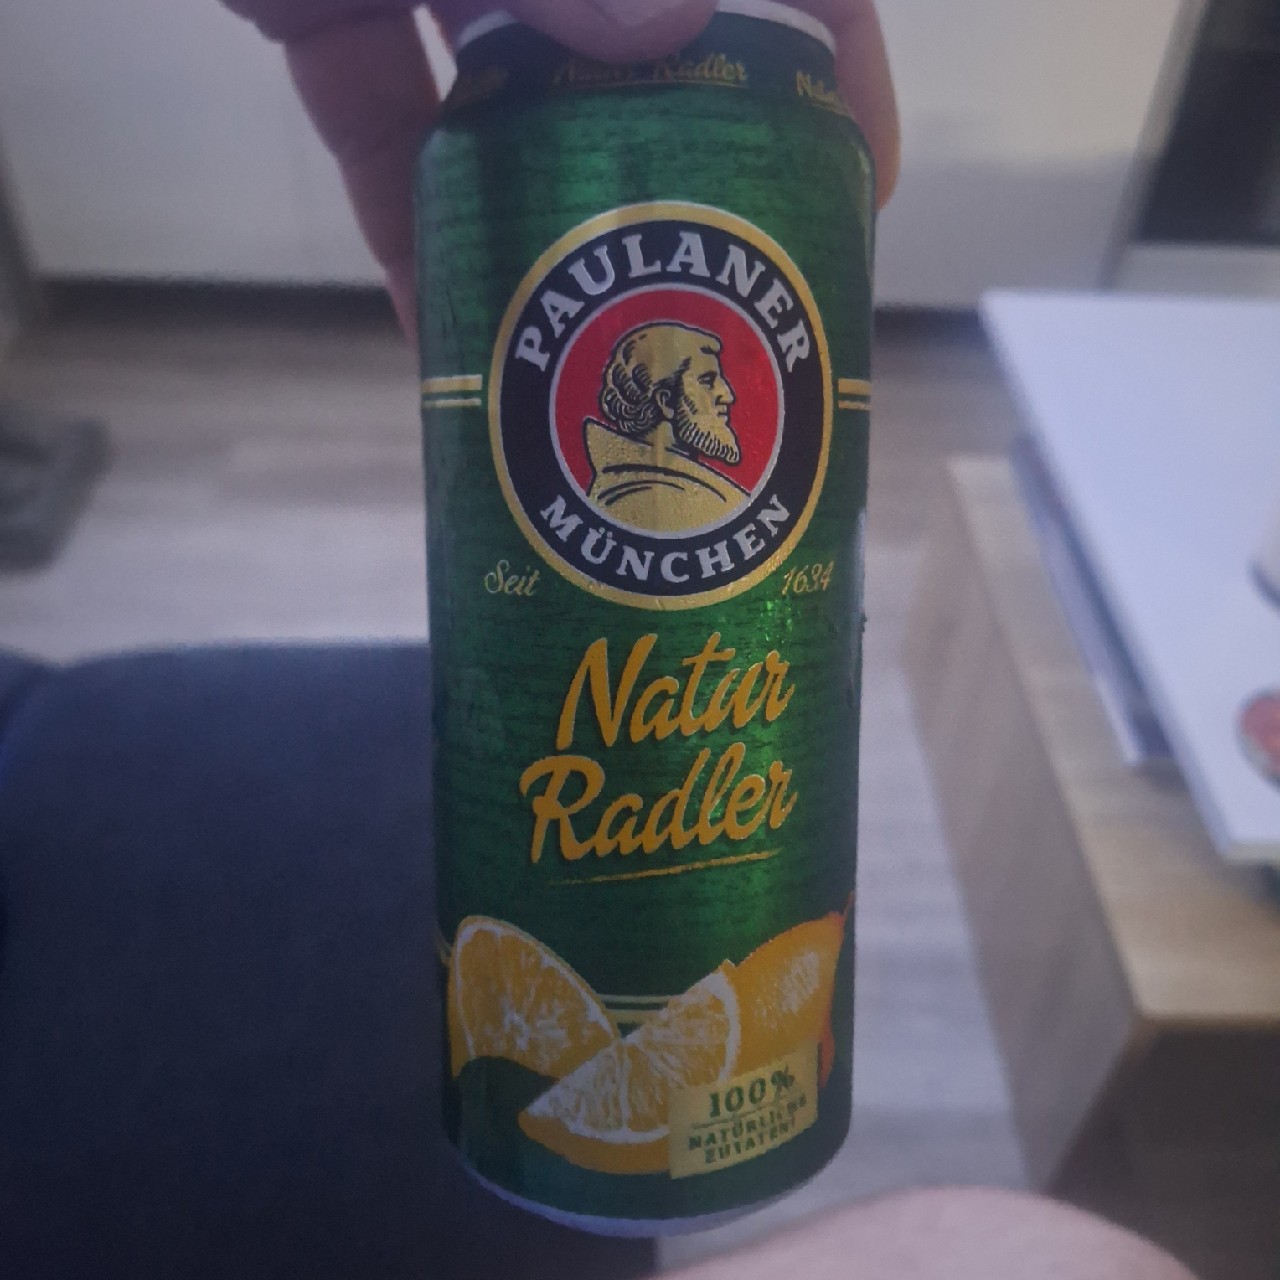 Natur Radler
PAULANER
MÜNCHEN
Seit 1634
Natur
Radler
100%
NATÜRLICHE
ZUTATEN!